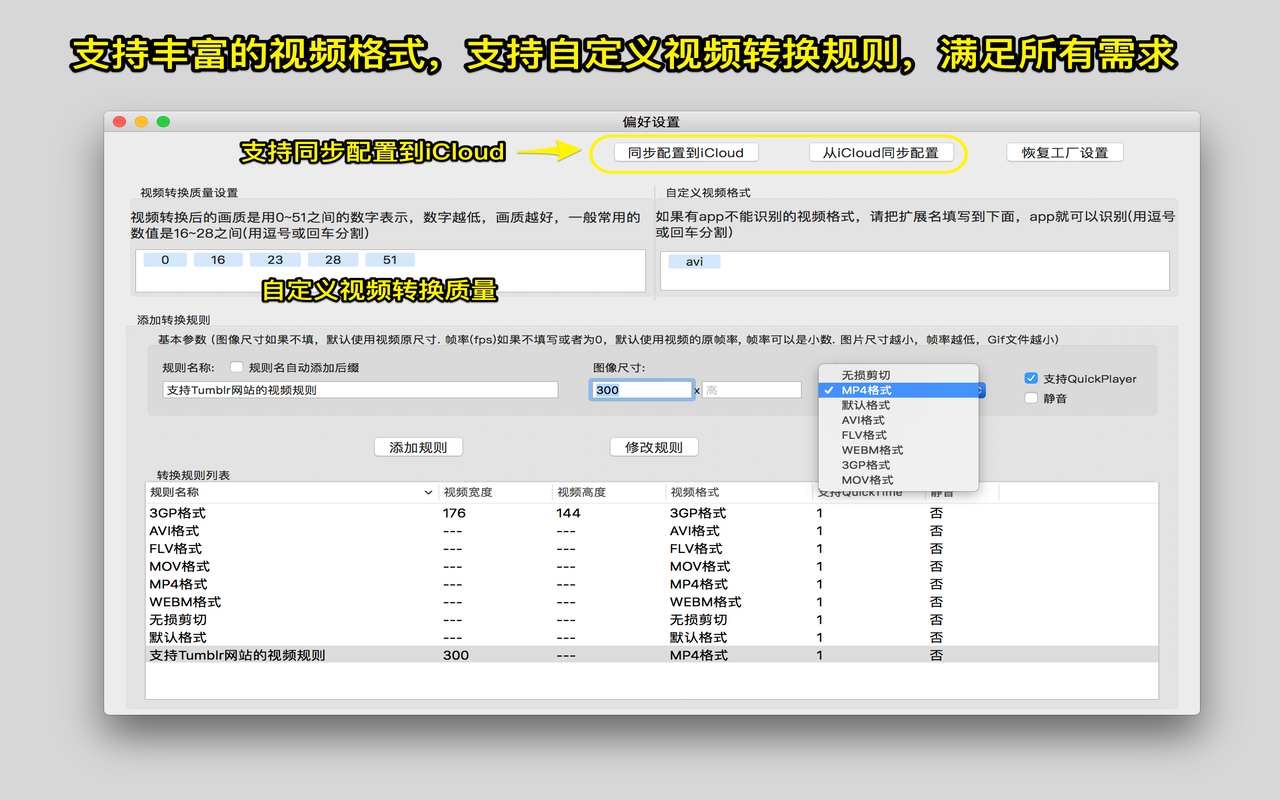 支持丰富的视频格式，支持自定义视频转换规则，满足所有需求
偏好设置
支持同步配置到iCloud
同步配置到iCloud
从iCloud同步配置
恢复工厂设置
视频转换质量设置
自定义视频格式
视频转换后的画质是用0~51之间的数字表示，数字越低，画质越好，一般常用的
数值是16~28之间(用逗号或回车分割)
如果有app不能识别的视频格式，请把扩展名填写到下面，app就可以识别(用逗号
或回车分割)
0 16 23 28 51
avi
自定义视频转换质量
添加转换规则
基本参数 (图像尺寸如果不填，默认使用视频原尺寸. 帧率(fps)如果不填写或者为0，默认使用视频的原帧率, 帧率可以是小数. 图片尺寸越小，帧率越低，Gif文件越小)
规则名称: 规则名自动添加后缀
图像尺寸:
支持Tumblr网站的视频规则
300 x 高
无损剪切
MP4格式
默认格式
AVI格式
FLV格式
WEBM格式
3GP格式
MOV格式
支持QuickPlayer
静音
添加规则
修改规则
转换规则列表
规则名称 视频宽度 视频高度 视频格式 支持QuickTime 静音
3GP格式 176 144 3GP格式 1 否
AVI格式 --- --- AVI格式 1 否
FLV格式 --- --- FLV格式 1 否
MOV格式 --- --- MOV格式 1 否
MP4格式 --- --- MP4格式 1 否
WEBM格式 --- --- WEBM格式 1 否
无损剪切 --- --- 无损剪切 1 否
默认格式 --- --- 默认格式 1 否
支持Tumblr网站的视频规则 300 --- MP4格式 1 否